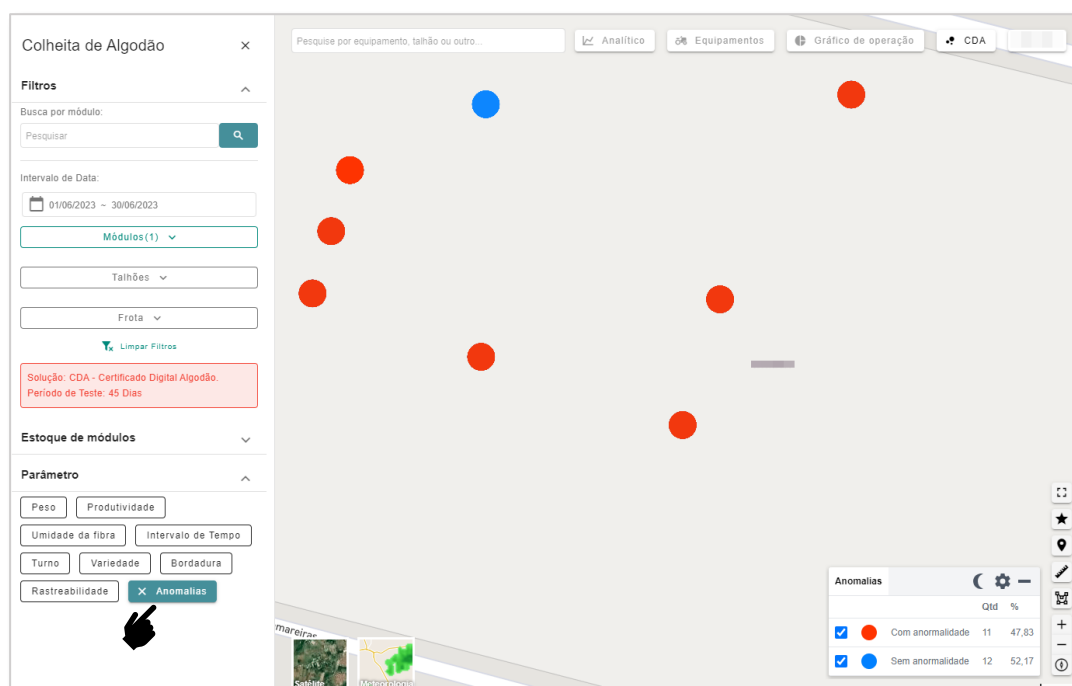 Colheita de Algodão
Pesquise por equipamento, talhão ou outro...
Analítico
Equipamentos
Gráfico de operação
CDA
Filtros
Busca por módulo:
Pesquisar
Intervalo de Data:
01/06/2023 ~ 30/06/2023
Módulos(1)
Talhões
Frota
Limpar Filtros
Solução: CDA - Certificado Digital Algodão.
Período de Teste: 45 Dias
Estoque de módulos
Parâmetro
Peso
Produtividade
Umidade da fibra
Intervalo de Tempo
Turno
Variedade
Bordadura
Rastreabilidade
Anomalias
mareiras
Satélite
Meteorologia
Anomalias
Qtd %
Com anormalidade 11 47,83
Sem anormalidade 12 52,17